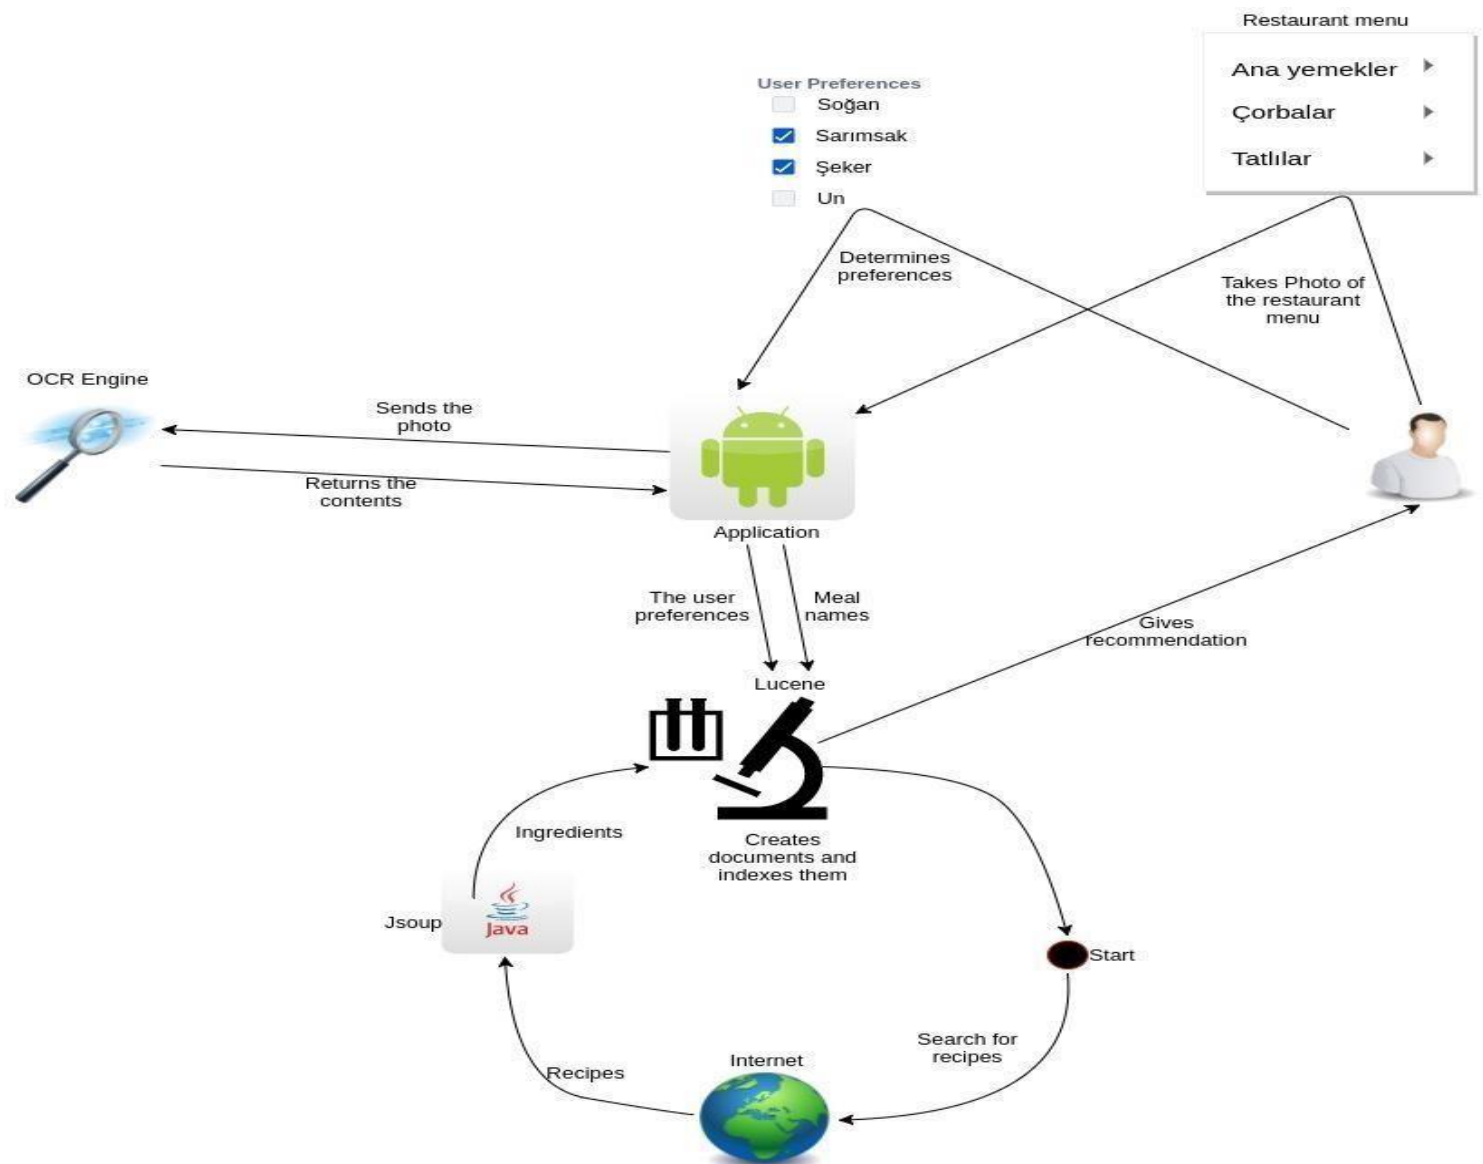 Restaurant menu
Ana yemekler
Çorbalar
Tatlılar
User Preferences
Soğan
Sarımsak
Şeker
Un
Determines
preferences
Takes Photo of
the restaurant
menu
OCR Engine
Sends the
photo
Returns the
contents
Application
The user
preferences
Meal
names
Gives
recommendation
Lucene
Ingredients
Creates
documents and
indexes them
Jsoup
Java
Start
Search for
recipes
Internet
Recipes